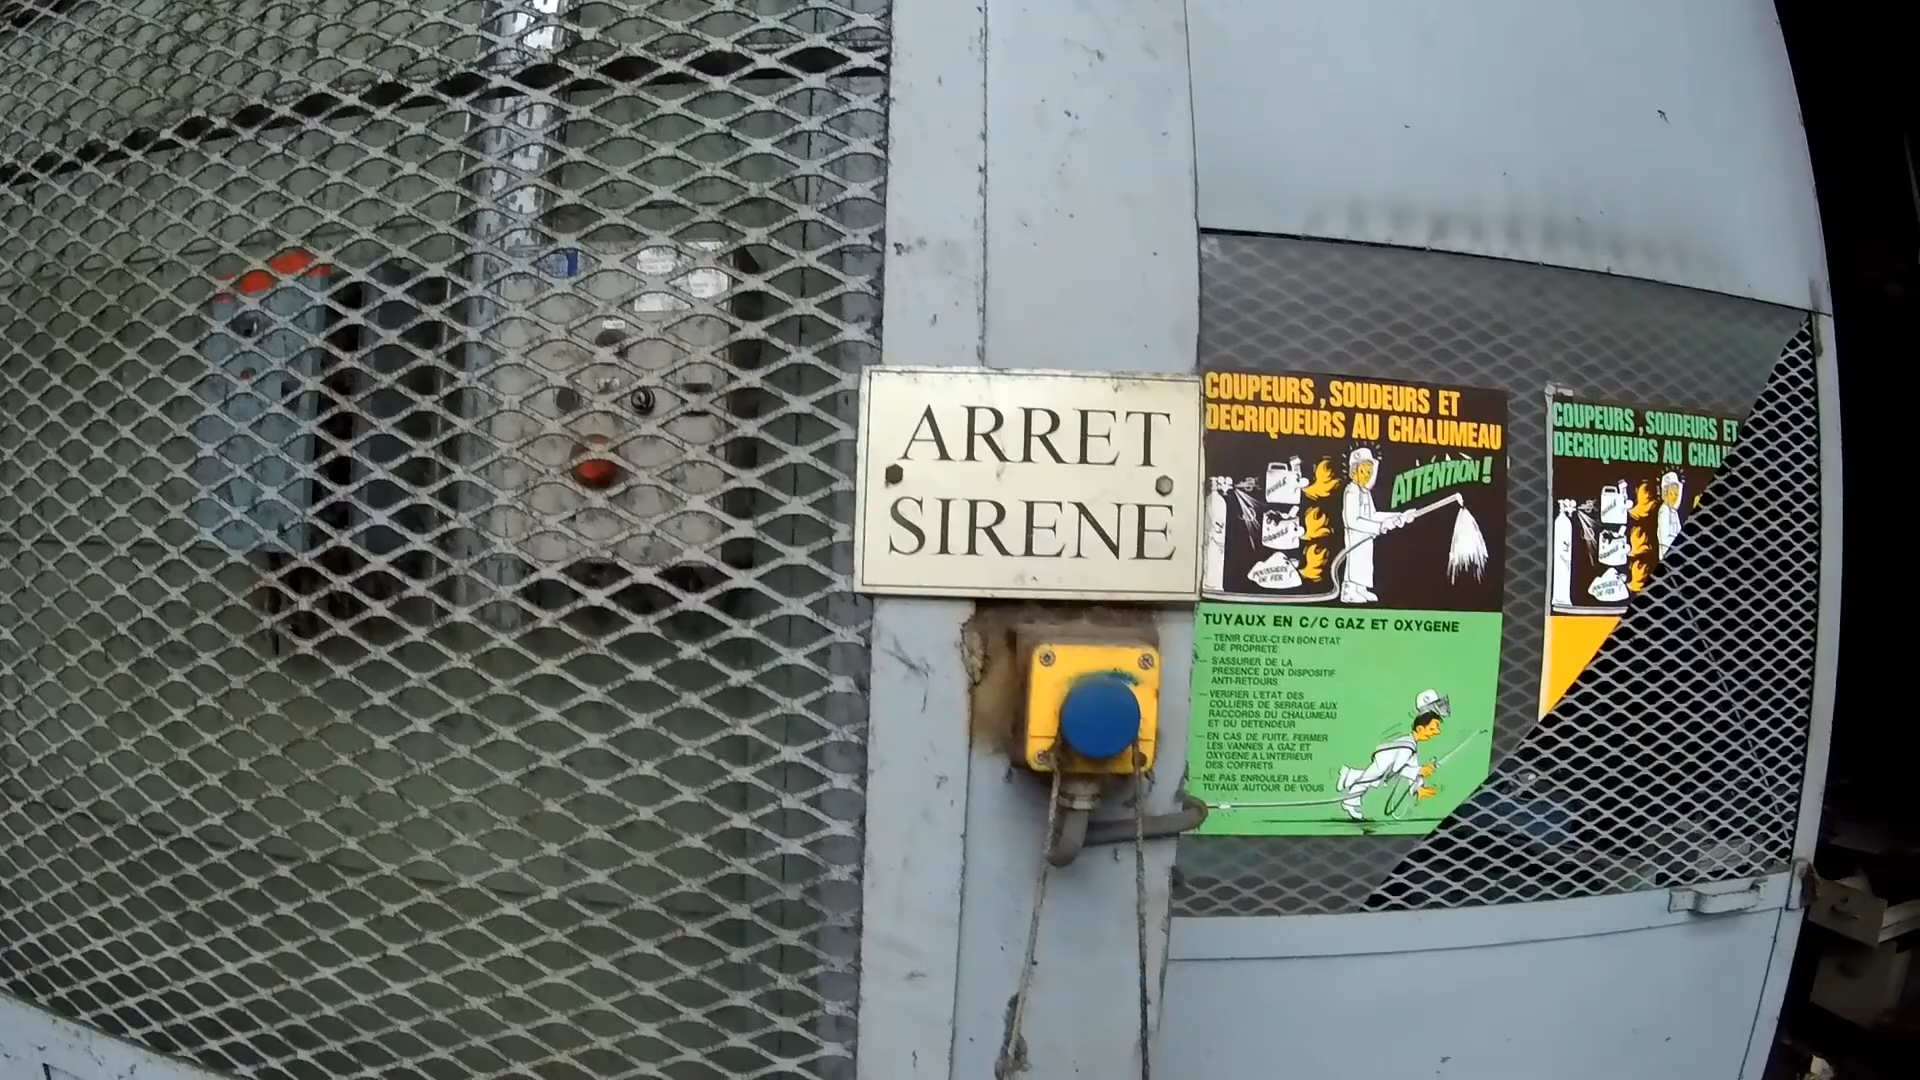 ARRET
SIRENE
COUPEURS, SOUDEURS ET
DECRIQUEURS AU CHALUMEAU
ATTENTION!
HUILE
GRAISSE
POUSSIERE
DE FER
TUYAUX EN C/C GAZ ET OXYGENE
— TENIR CEUX-CI EN BON ETAT
DE PROPRETE
— S'ASSURER DE LA
PRESENCE D'UN DISPOSITIF
ANTI-RETOURS
— VERIFIER L'ETAT DES
COLLIERS DE SERRAGE AUX
RACCORDS DU CHALUMEAU
ET DU DETENDEUR
— EN CAS DE FUITE, FERMER
LES VANNES A GAZ ET
OXYGENE A L'INTERIEUR
DES COFFRETS
— NE PAS ENROULER LES
TUYAUX AUTOUR DE VOUS
COUPEURS, SOUDEURS ET
DECRIQUEURS AU CHALU